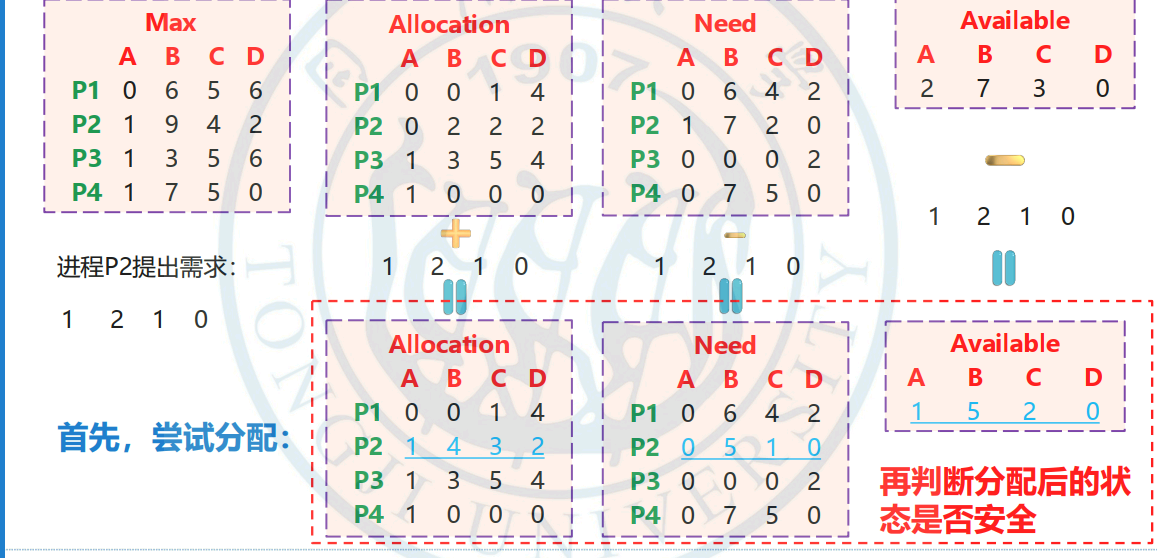 Max
A B C D
P1 0 6 5 6
P2 1 9 4 2
P3 1 3 5 6
P4 1 7 5 0
Allocation
A B C D
P1 0 0 1 4
P2 0 2 2 2
P3 1 3 5 4
P4 1 0 0 0
Need
A B C D
P1 0 6 4 2
P2 1 7 2 0
P3 0 0 0 2
P4 0 7 5 0
Available
A B C D
2 7 3 0
进程P2提出需求：
1 2 1 0
1 2 1 0
1 2 1 0
1 2 1 0
首先，尝试分配：
Allocation
A B C D
P1 0 0 1 4
P2 1 4 3 2
P3 1 3 5 4
P4 1 0 0 0
Need
A B C D
P1 0 6 4 2
P2 0 5 1 0
P3 0 0 0 2
P4 0 7 5 0
Available
A B C D
1 5 2 0
再判断分配后的状
态是否安全
1907
TONGJI UNIVERSITY